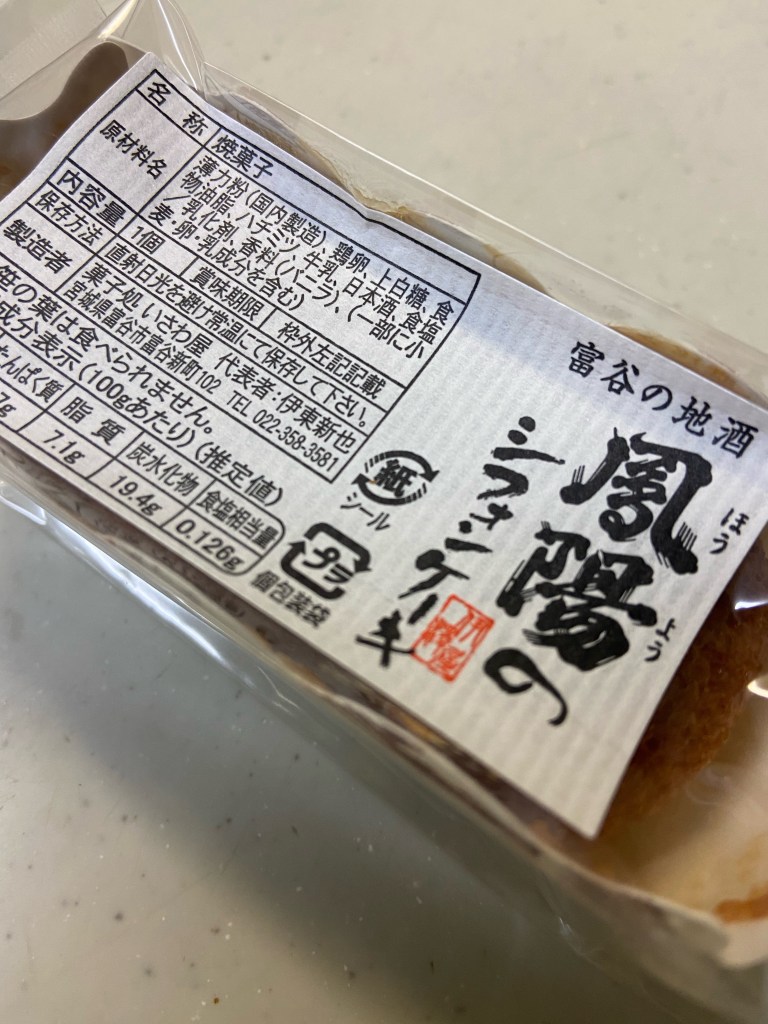 名称 焼菓子
原材料名 薄力粉(国内製造)、鶏卵、上白糖、食
物油脂、ハチミツ、牛乳、日本酒、食塩
/乳化剤、香料(バニラ)、(一部に小
麦・卵・乳成分を含む)
内容量 1個 賞味期限 枠外左記記載
保存方法 直射日光を避け常温にて保存して下さい。
製造者 菓子処 いさわ屋 代表者:伊東新也
宮城県富谷市富谷新町102 TEL 022-358-3581
笹の葉は食べられません。
成分表示(100gあたり)(推定値)
たんぱく質 脂質 炭水化物 食塩相当量
7g 7.1g 19.4g 0.126g
紙
シール
プラ
個包装袋
富谷の地酒
鳳陽の
ほう よう
シフォンケーキ